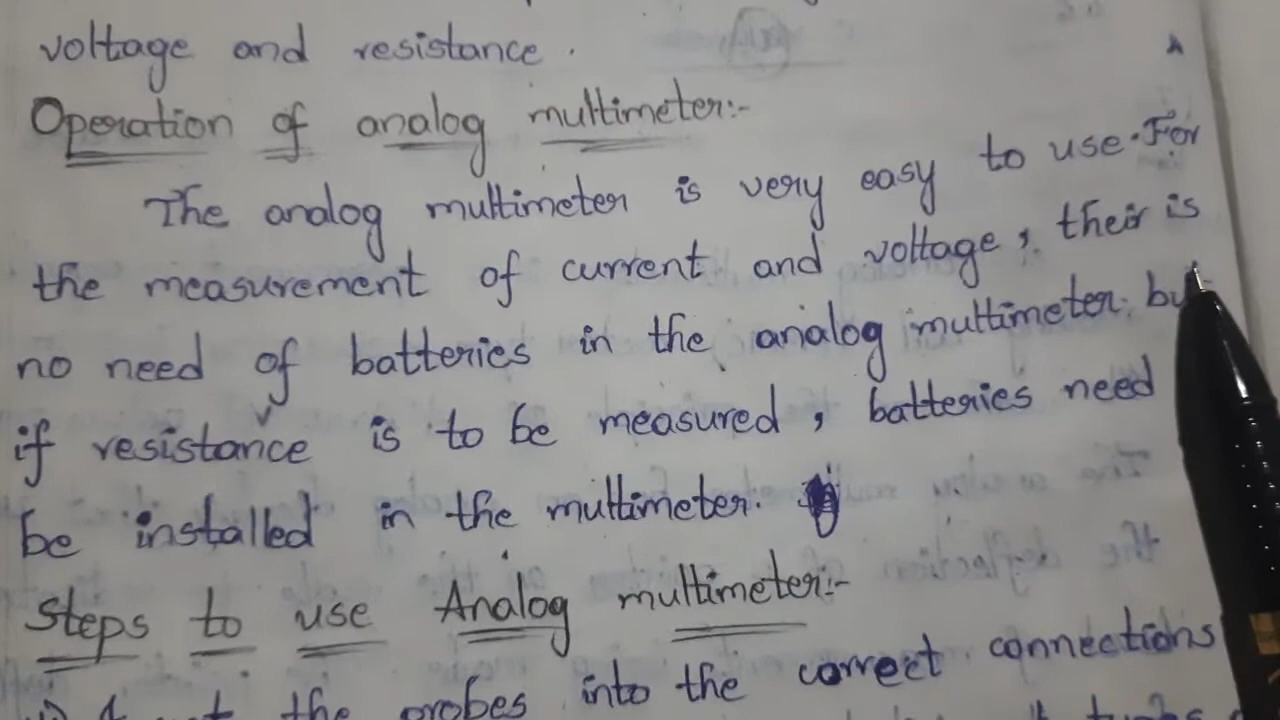 voltage and resistance.
Operation of analog multimeter:-
The analog multimeter is very easy to use. For
the measurement of current and voltage, their is
no need of batteries in the analog multimeter. but
if resistance is to be measured, batteries need
be installed in the multimeter.
Steps to use Analog multimeter:-
the probes into the correct connections